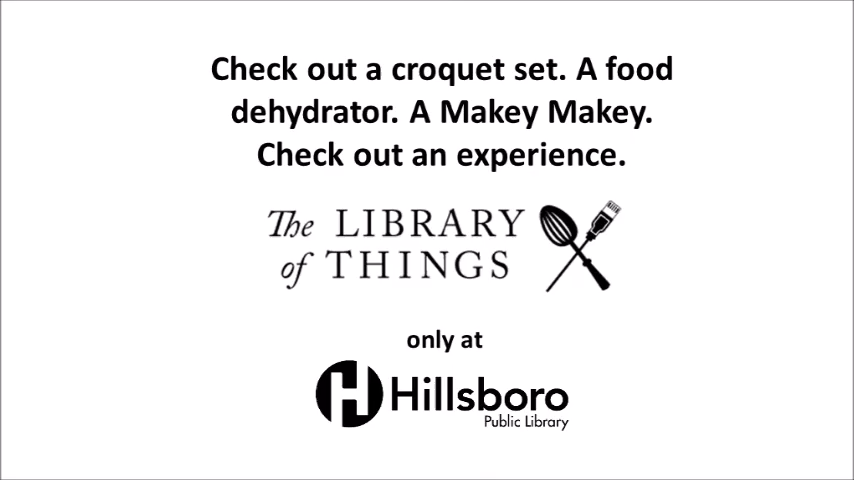 Check out a croquet set. A food
dehydrator. A Makey Makey.
Check out an experience.
The LIBRARY
of THINGS
only at
Hillsboro
Public Library